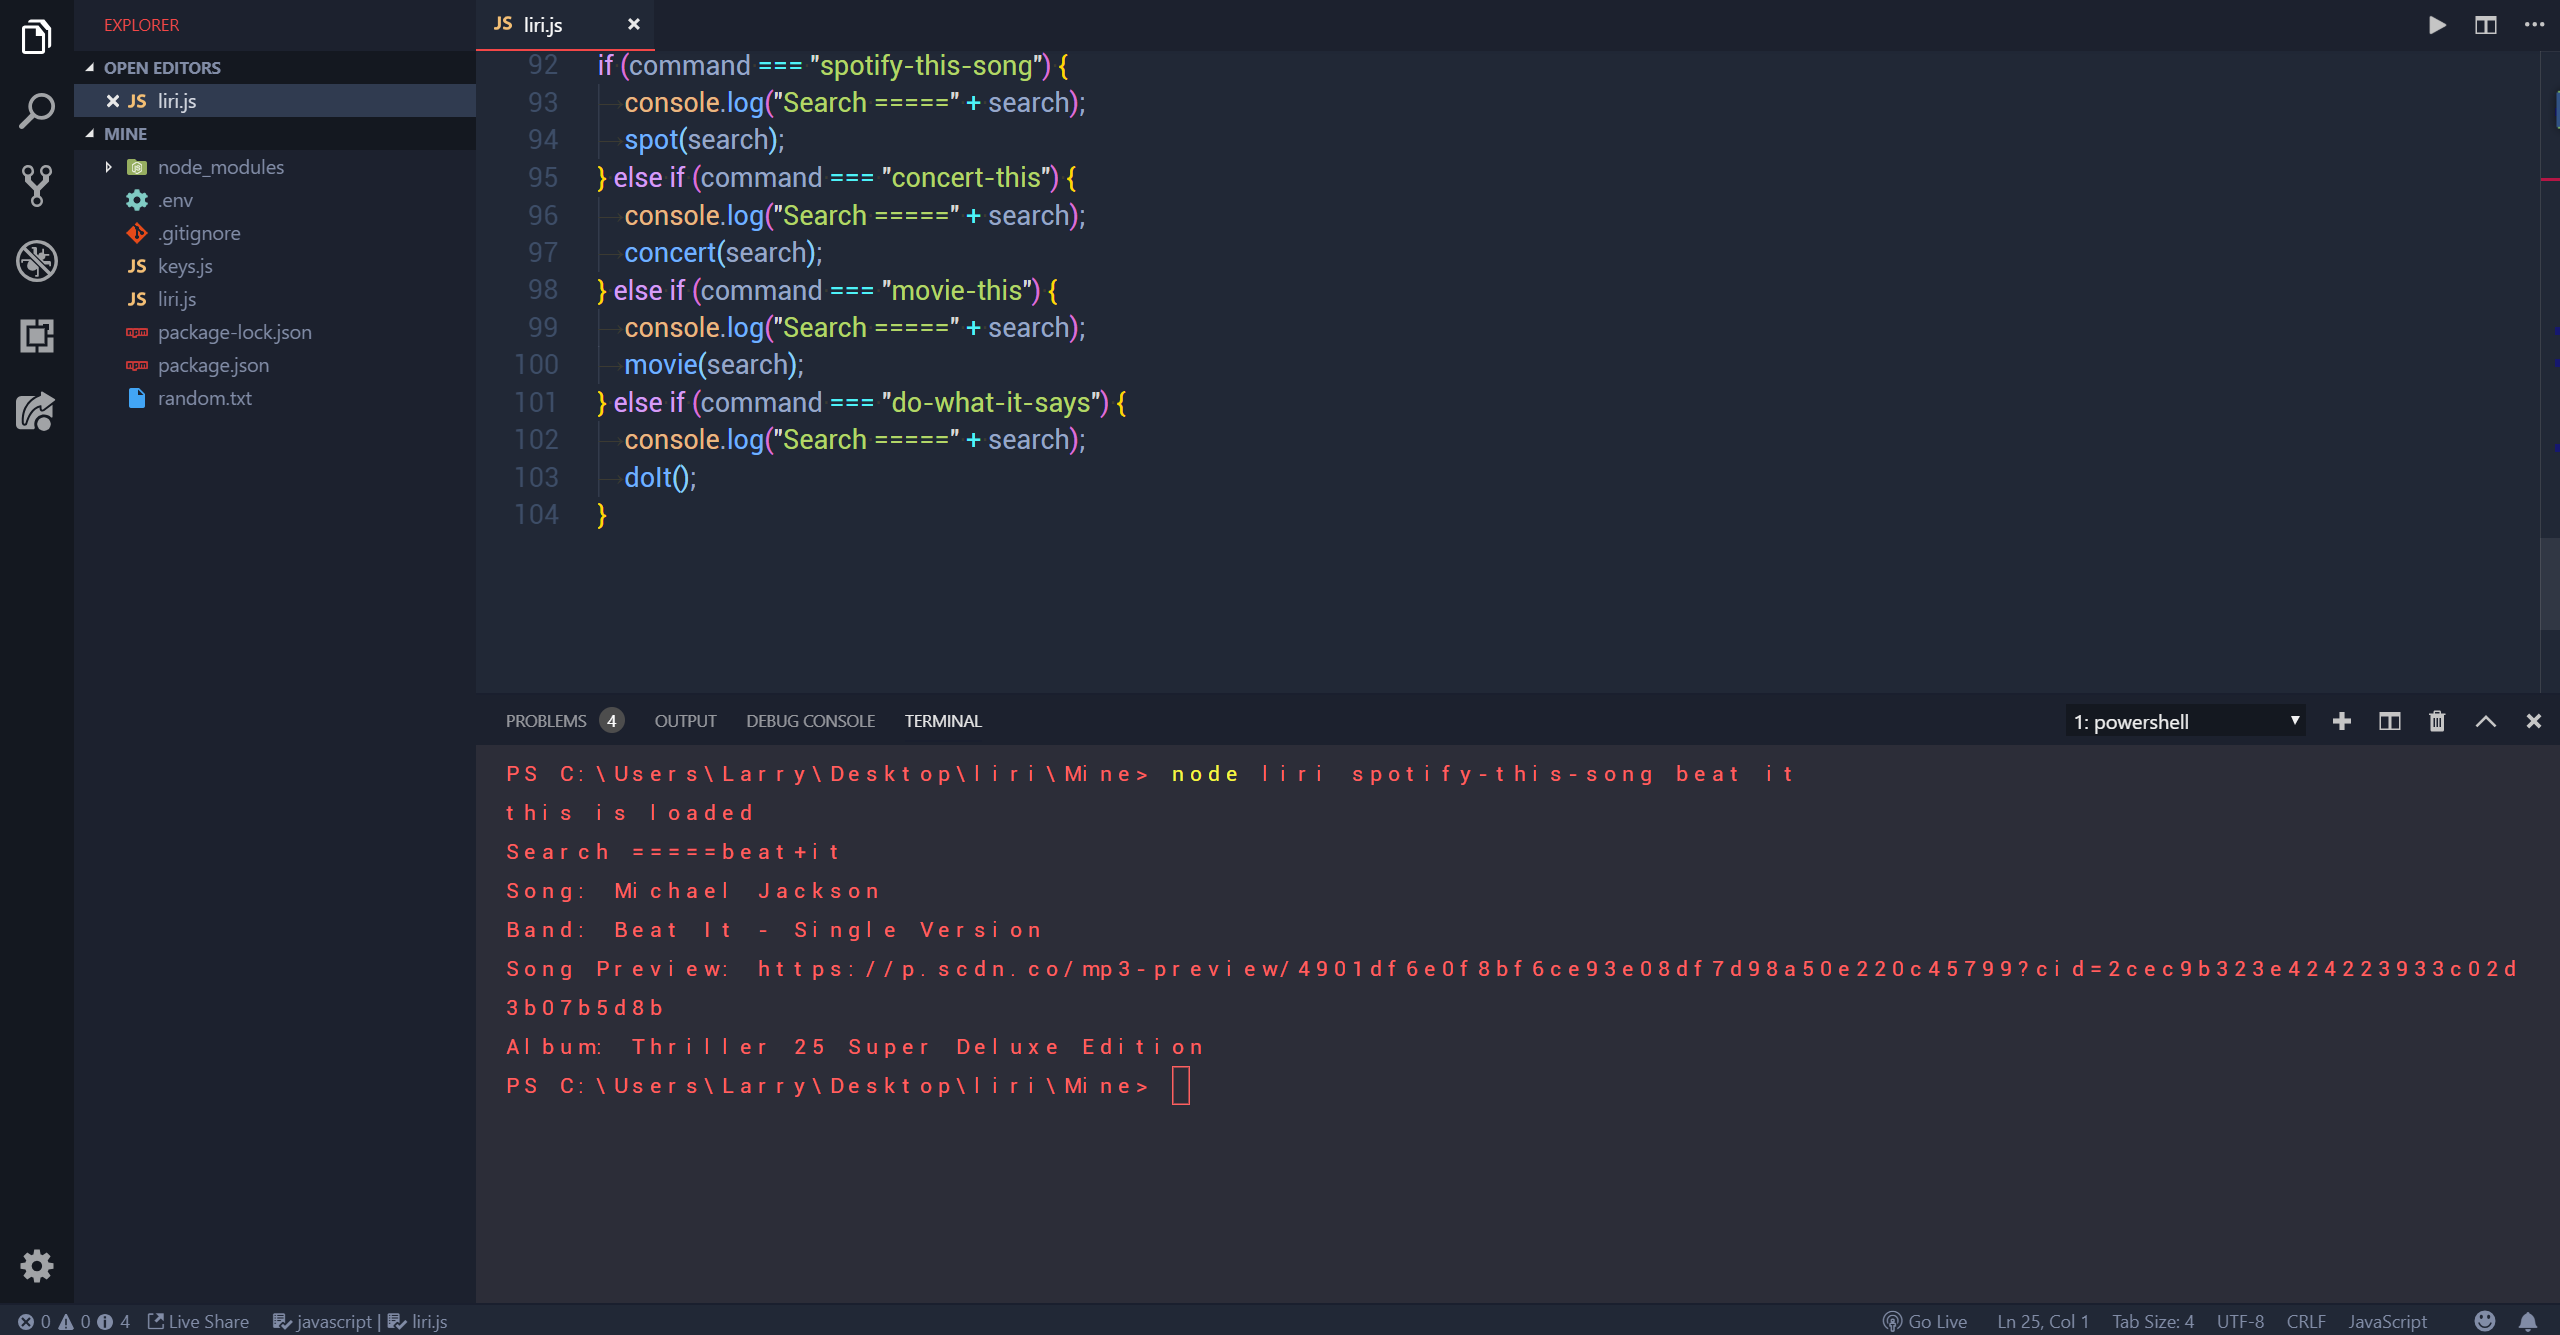 EXPLORER
OPEN EDITORS
JS liri.js
MINE
node_modules
.env
.gitignore
JS keys.js
JS liri.js
npm package-lock.json
npm package.json
random.txt
JS liri.js
92 if (command === "spotify-this-song") {
93 console.log("Search =====" + search);
94 spot(search);
95 } else if (command === "concert-this") {
96 console.log("Search =====" + search);
97 concert(search);
98 } else if (command === "movie-this") {
99 console.log("Search =====" + search);
100 movie(search);
101 } else if (command === "do-what-it-says") {
102 console.log("Search =====" + search);
103 doIt();
104 }
PROBLEMS 4 OUTPUT DEBUG CONSOLE TERMINAL 1: powershell
PS C:\Users\Larry\Desktop\liri\Mine> node liri spotify-this-song beat it
this is loaded
Search =====beat+it
Song: Michael Jackson
Band: Beat It - Single Version
Song Preview: https://p.scdn.co/mp3-preview/4901df6e0f8bf6ce93e08df7d98a50e220c45799?cid=2cec9b323e424223933c02d
3b07b5d8b
Album: Thriller 25 Super Deluxe Edition
PS C:\Users\Larry\Desktop\liri\Mine>
0 0 4 Live Share javascript | liri.js Go Live Ln 25, Col 1 Tab Size: 4 UTF-8 CRLF JavaScript